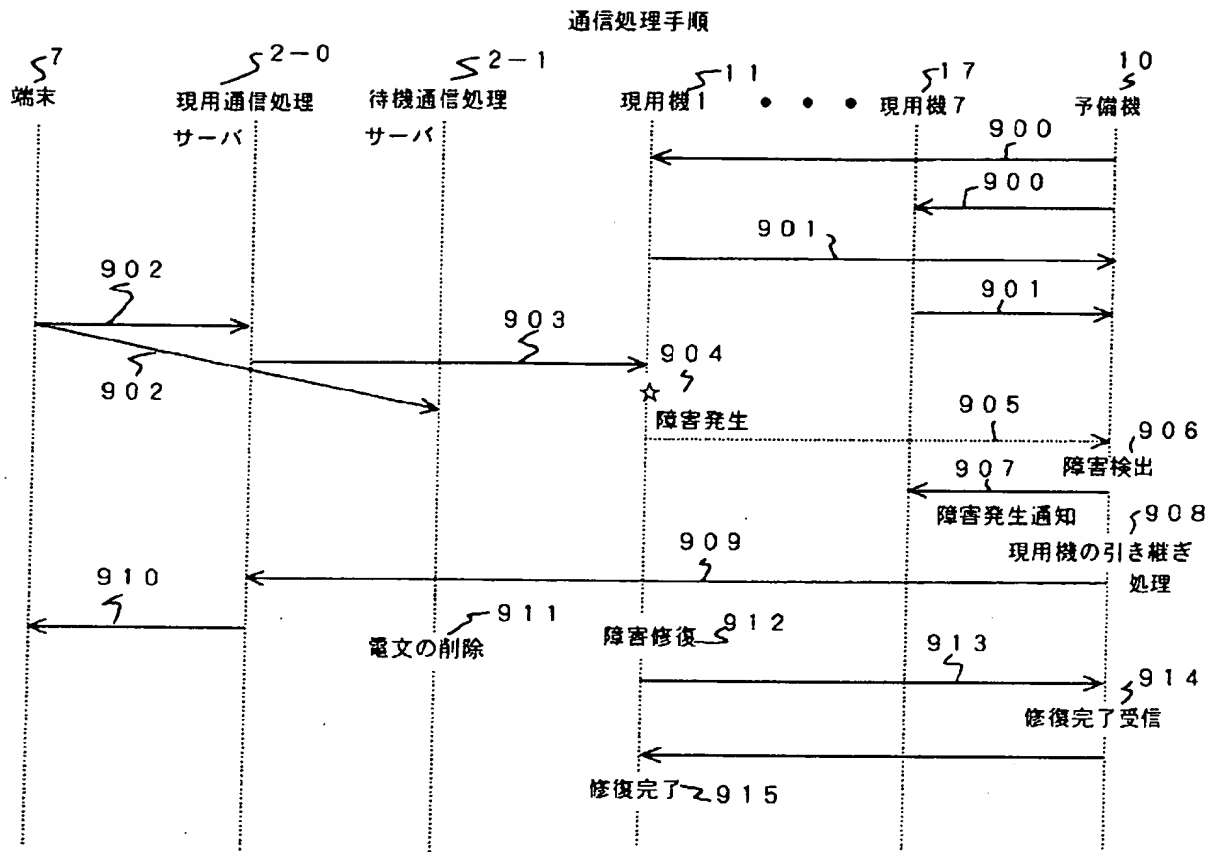 通信処理手順
7
2-0
2-1
11
17
10
端末
現用通信処理
サーバ
待機通信処理
サーバ
現用機1
・・・
現用機7
予備機
900
900
901
901
902
902
903
904
障害発生
905
906
障害検出
907
障害発生通知
908
現用機の引き継ぎ
処理
909
910
911
電文の削除
912
障害修復
913
914
修復完了受信
修復完了
915